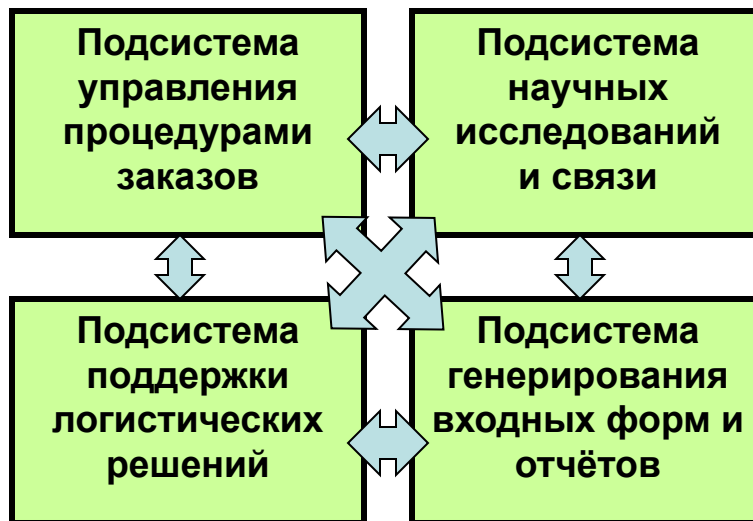 Подсистема
управления
процедурами
заказов
Подсистема
научных
исследований
и связи
Подсистема
поддержки
логистических
решений
Подсистема
генерирования
входных форм и
отчётов